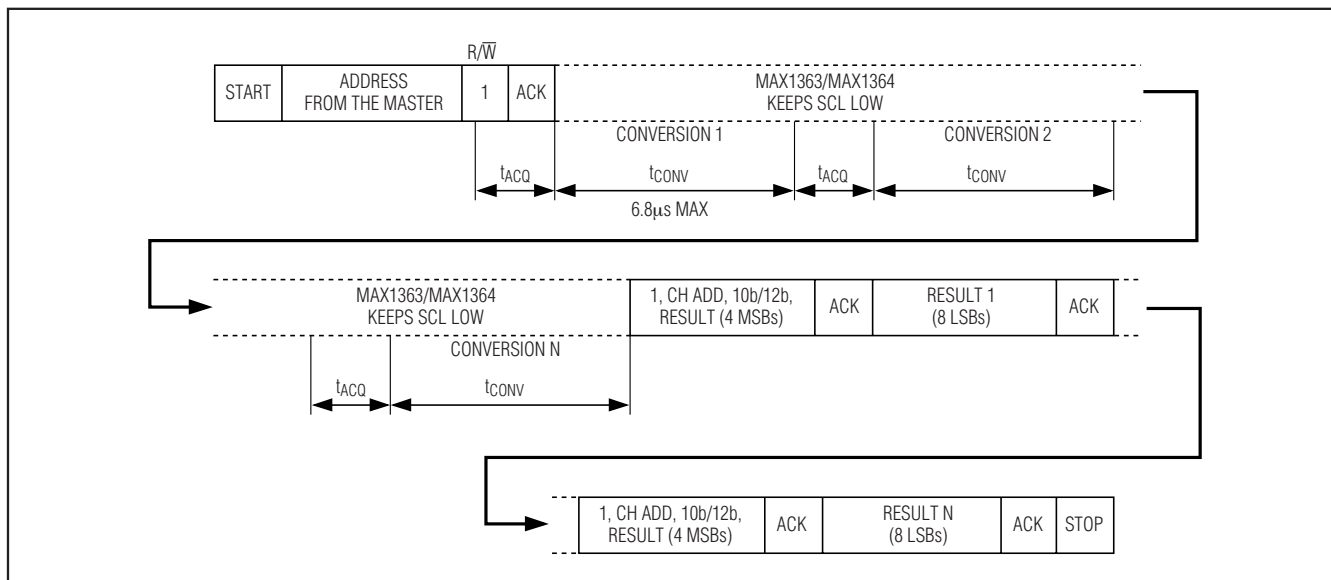 R/W̅
START
ADDRESS
FROM THE MASTER
1
ACK
MAX1363/MAX1364
KEEPS SCL LOW
CONVERSION 1
CONVERSION 2
tACQ
tCONV
tACQ
tCONV
6.8μs MAX
MAX1363/MAX1364
KEEPS SCL LOW
1, CH ADD, 10b/12b,
RESULT (4 MSBs)
ACK
RESULT 1
(8 LSBs)
ACK
CONVERSION N
tACQ
tCONV
1, CH ADD, 10b/12b,
RESULT (4 MSBs)
ACK
RESULT N
(8 LSBs)
ACK
STOP